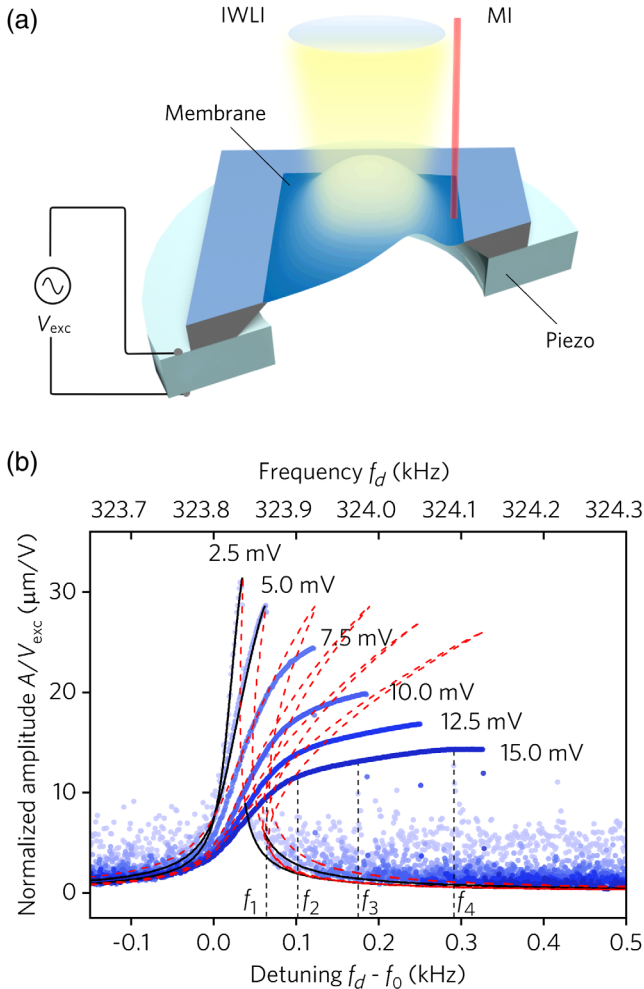 (a)
IWLI
MI
Membrane
V_exc
Piezo
(b)
Frequency f_d (kHz)
323.7 323.8 323.9 324.0 324.1 324.2 324.3
Normalized amplitude A/V_exc (μm/V)
30
20
10
0
2.5 mV
5.0 mV
7.5 mV
10.0 mV
12.5 mV
15.0 mV
f_1 f_2 f_3 f_4
-0.1 0.0 0.1 0.2 0.3 0.4 0.5
Detuning f_d - f_0 (kHz)